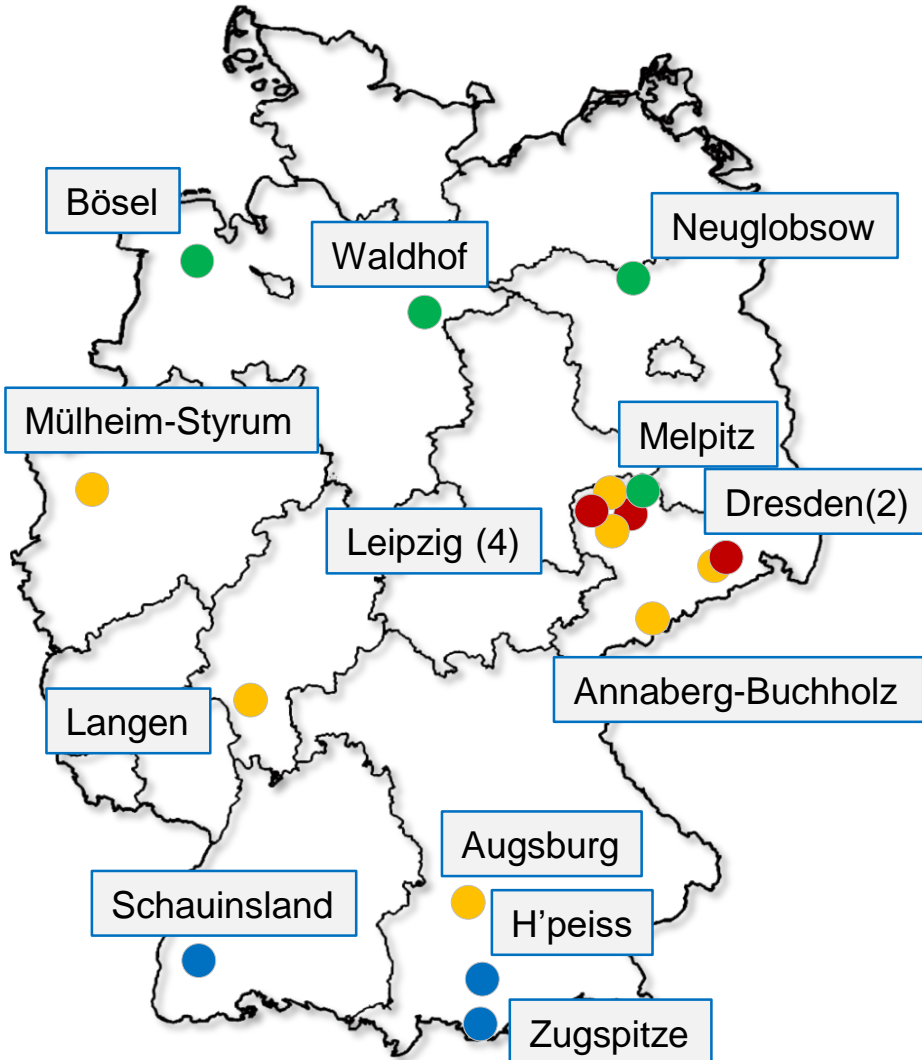 Bösel
Waldhof
Neuglobsow
Mülheim-Styrum
Melpitz
Dresden(2)
Leipzig (4)
Annaberg-Buchholz
Langen
Augsburg
Schauinsland
H'peiss
Zugspitze